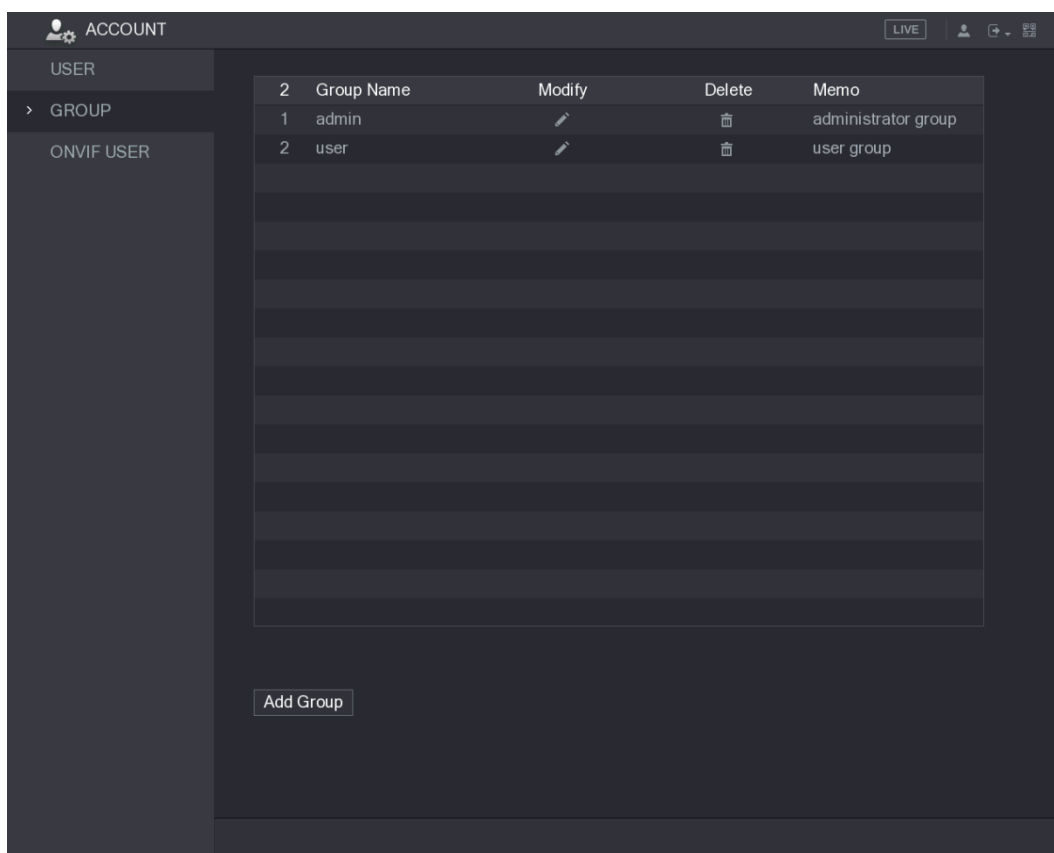 ACCOUNT LIVE
USER
GROUP
ONVIF USER
2 Group Name Modify Delete Memo
1 admin administrator group
2 user user group
Add Group